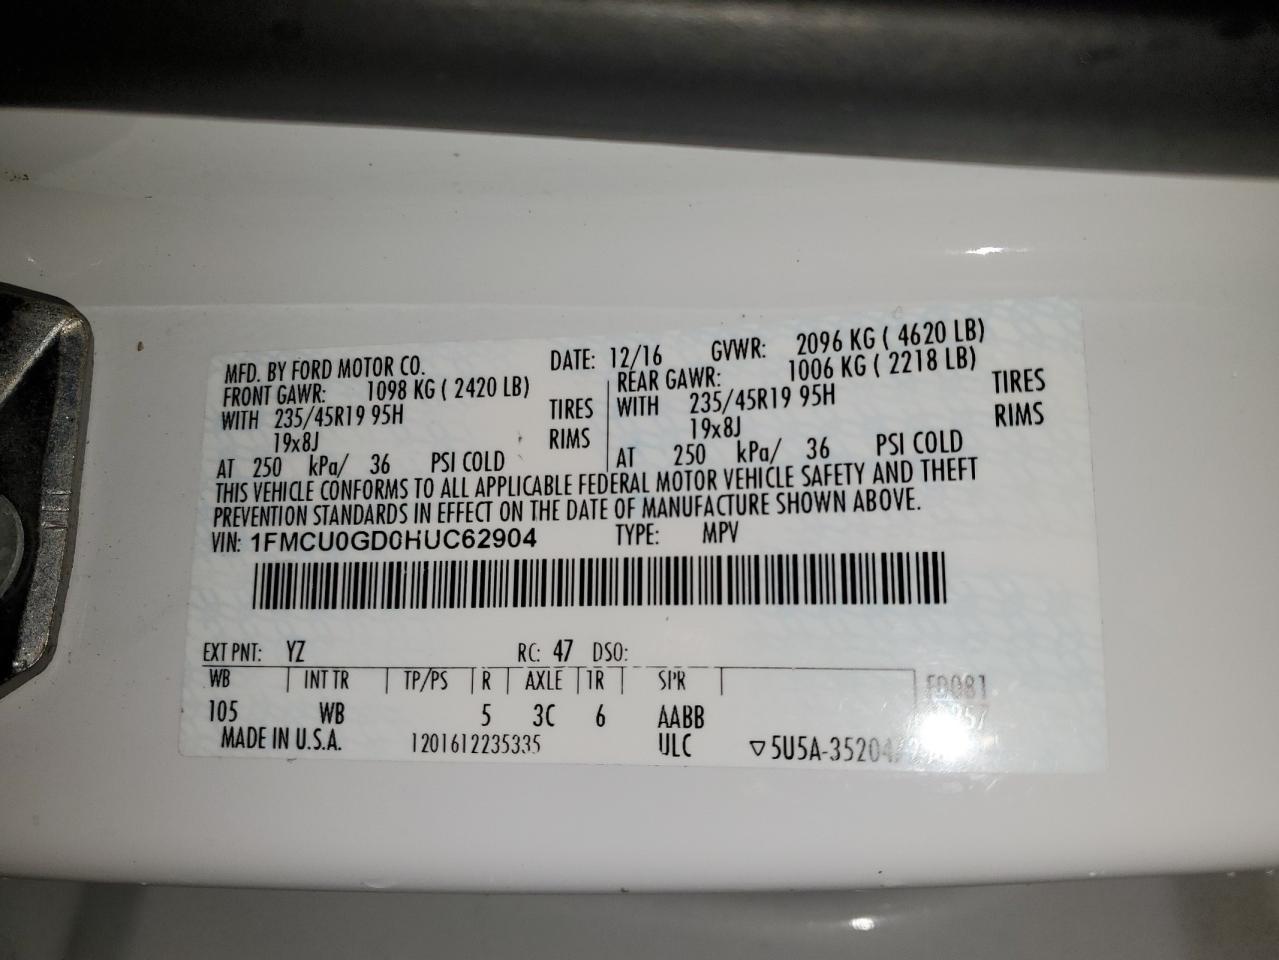 MFD. BY FORD MOTOR CO. DATE: 12/16 GVWR: 2096 KG ( 4620 LB)
FRONT GAWR: 1098 KG ( 2420 LB) REAR GAWR: 1006 KG ( 2218 LB)
WITH 235/45R19 95H TIRES WITH 235/45R19 95H TIRES
19x8J RIMS 19x8J RIMS
AT 250 kPa/ 36 PSI COLD AT 250 kPa/ 36 PSI COLD
THIS VEHICLE CONFORMS TO ALL APPLICABLE FEDERAL MOTOR VEHICLE SAFETY AND THEFT
PREVENTION STANDARDS IN EFFECT ON THE DATE OF MANUFACTURE SHOWN ABOVE.
VIN: 1FMCU0GD0HUC62904 TYPE: MPV
EXT PNT: YZ RC: 47 DSO:
WB INT TR TP/PS R AXLE TR SPR
105 WB 5 3C 6 AABB
MADE IN U.S.A. 1201612235335 ULC